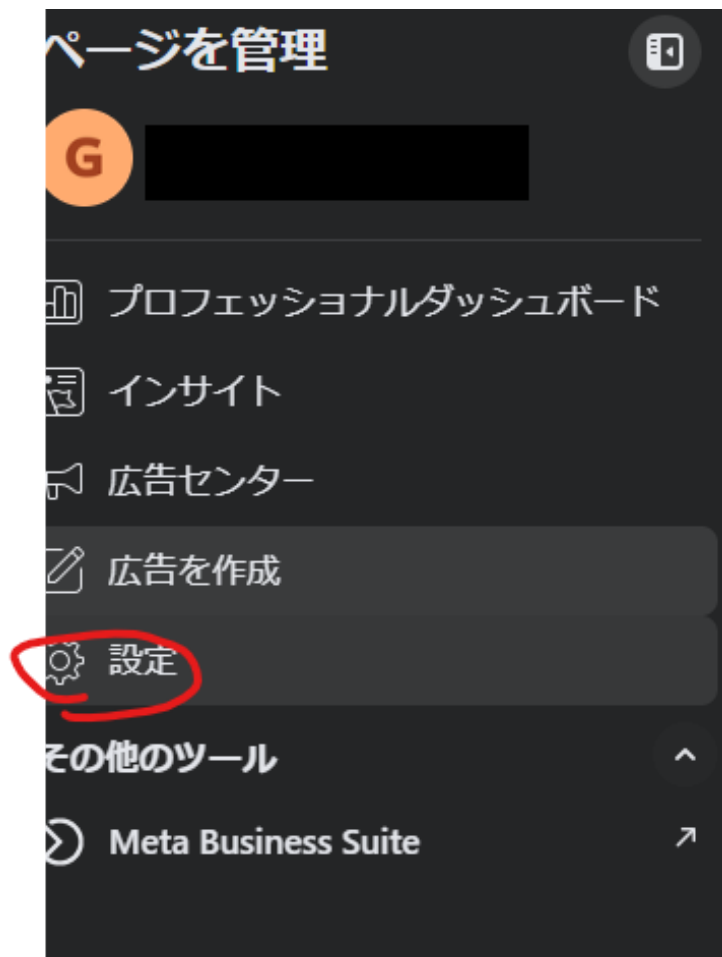 ページを管理
G
プロフェッショナルダッシュボード
インサイト
広告センター
広告を作成
設定
その他のツール
Meta Business Suite